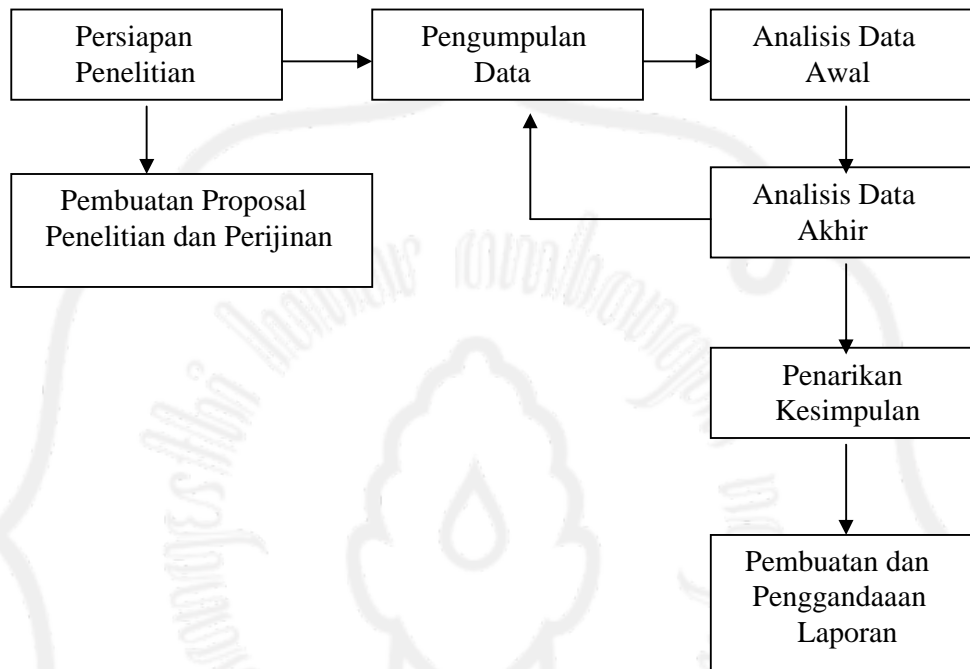 Persiapan
Penelitian
Pengumpulan
Data
Analisis Data
Awal
Pembuatan Proposal
Penelitian dan Perijinan
Analisis Data
Akhir
Penarikan
Kesimpulan
Pembuatan dan
Penggandaaan
Laporan